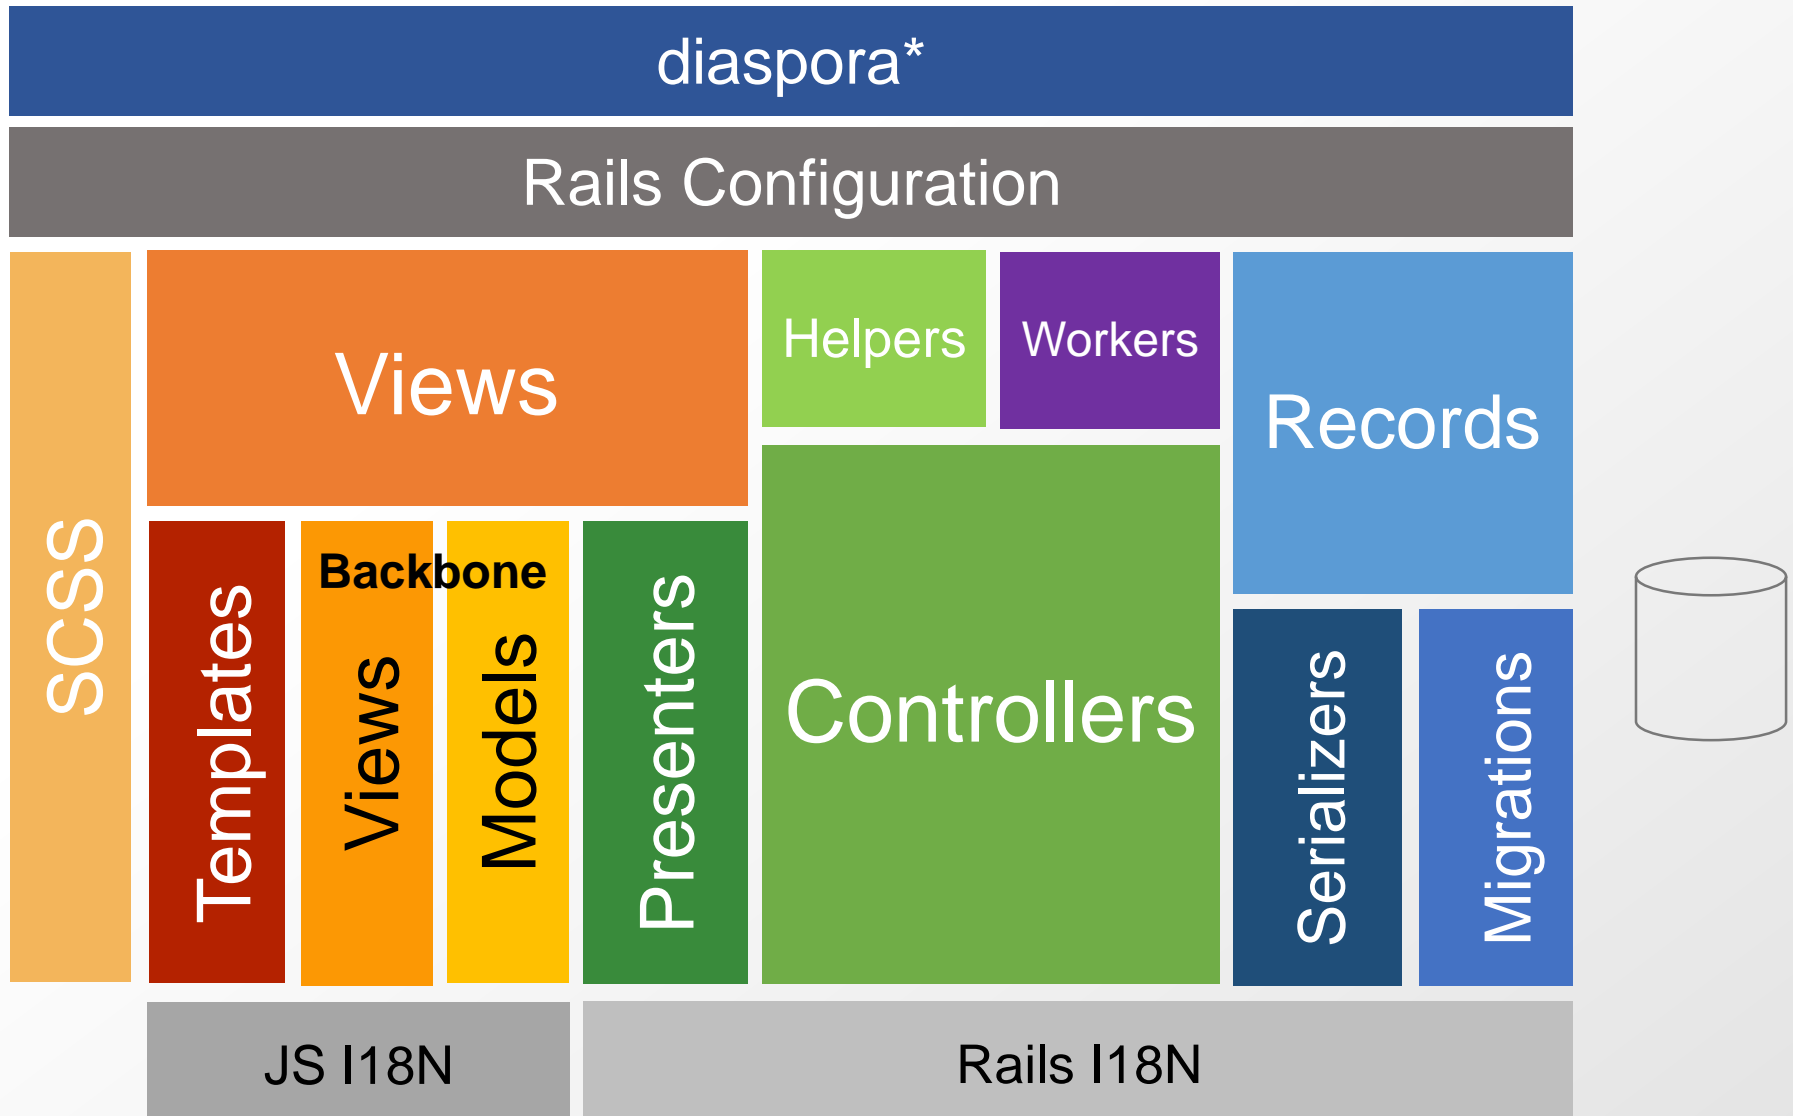 diaspora*
Rails Configuration
SCSS
Views
Helpers
Workers
Records
Templates
Backbone
Views
Models
Presenters
Controllers
Serializers
Migrations
JS I18N
Rails I18N